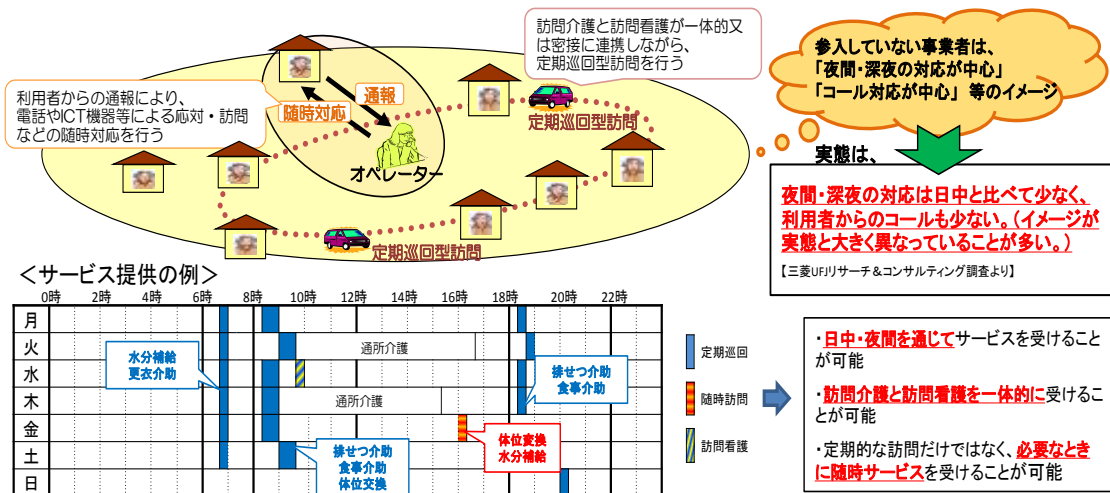 訪問介護と訪問看護が一体的又
は密接に連携しながら、
定期巡回型訪問を行う
参入していない事業者は、
「夜間・深夜の対応が中心」
「コール対応が中心」 等のイメージ
利用者からの通報により、
電話やICT機器等による応対・訪問
などの随時対応を行う
通報
随時対応
定期巡回型訪問
オペレーター
定期巡回型訪問
実態は、
夜間・深夜の対応は日中と比べて少なく、
利用者からのコールも少ない。（イメージが
実態と大きく異なっていることが多い。）
【三菱UFJリサーチ＆コンサルティング調査より】
＜サービス提供の例＞
0時 2時 4時 6時 8時 10時 12時 14時 16時 18時 20時 22時
月
火
水
木
金
土
日
通所介護
通所介護
水分補給
更衣介助
排せつ介助
食事介助
体位交換
体位変換
水分補給
排せつ介助
食事介助
定期巡回
随時訪問
訪問看護
・日中・夜間を通じてサービスを受けること
が可能
・訪問介護と訪問看護を一体的に受けるこ
とが可能
・定期的な訪問だけではなく、必要なとき
に随時サービスを受けることが可能